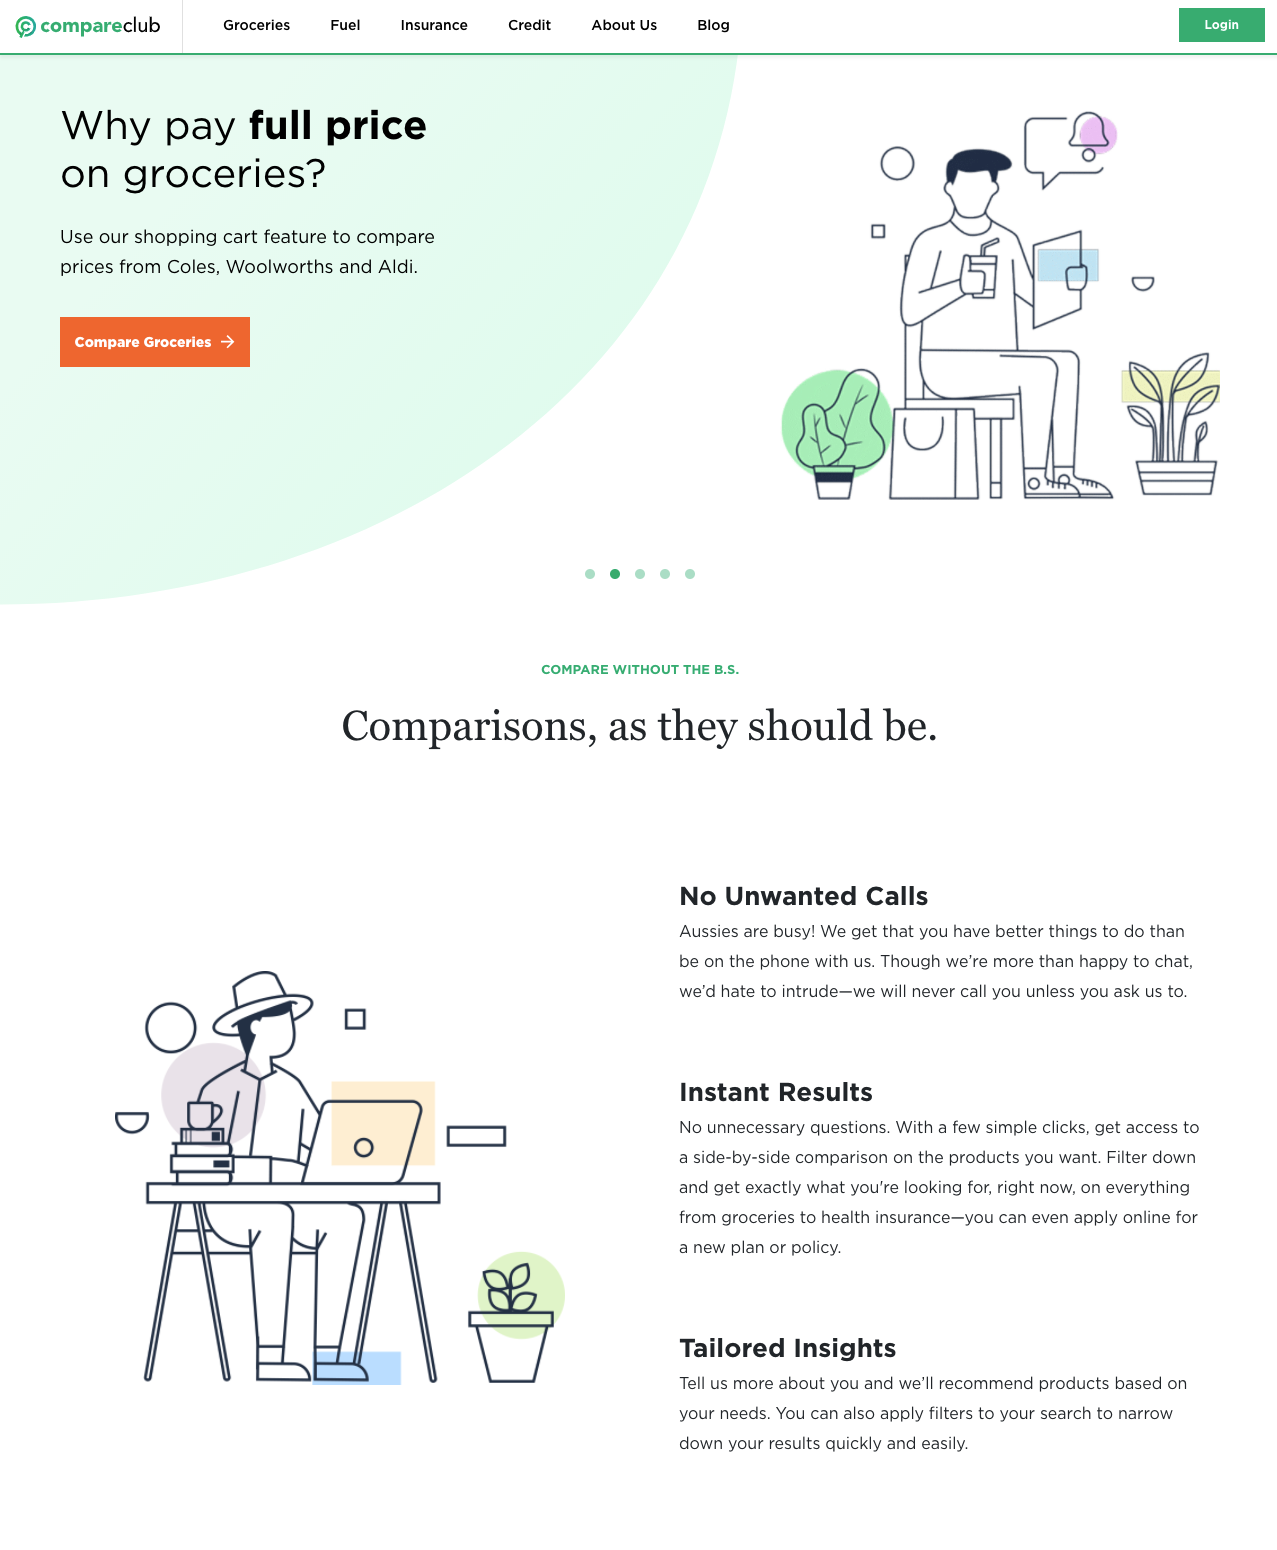 compareclub
Groceries
Fuel
Insurance
Credit
About Us
Blog
Login
Why pay full price
on groceries?
Use our shopping cart feature to compare
prices from Coles, Woolworths and Aldi.
Compare Groceries →
COMPARE WITHOUT THE B.S.
Comparisons, as they should be.
No Unwanted Calls
Aussies are busy! We get that you have better things to do than
be on the phone with us. Though we’re more than happy to chat,
we’d hate to intrude—we will never call you unless you ask us to.
Instant Results
No unnecessary questions. With a few simple clicks, get access to
a side-by-side comparison on the products you want. Filter down
and get exactly what you're looking for, right now, on everything
from groceries to health insurance—you can even apply online for
a new plan or policy.
Tailored Insights
Tell us more about you and we’ll recommend products based on
your needs. You can also apply filters to your search to narrow
down your results quickly and easily.